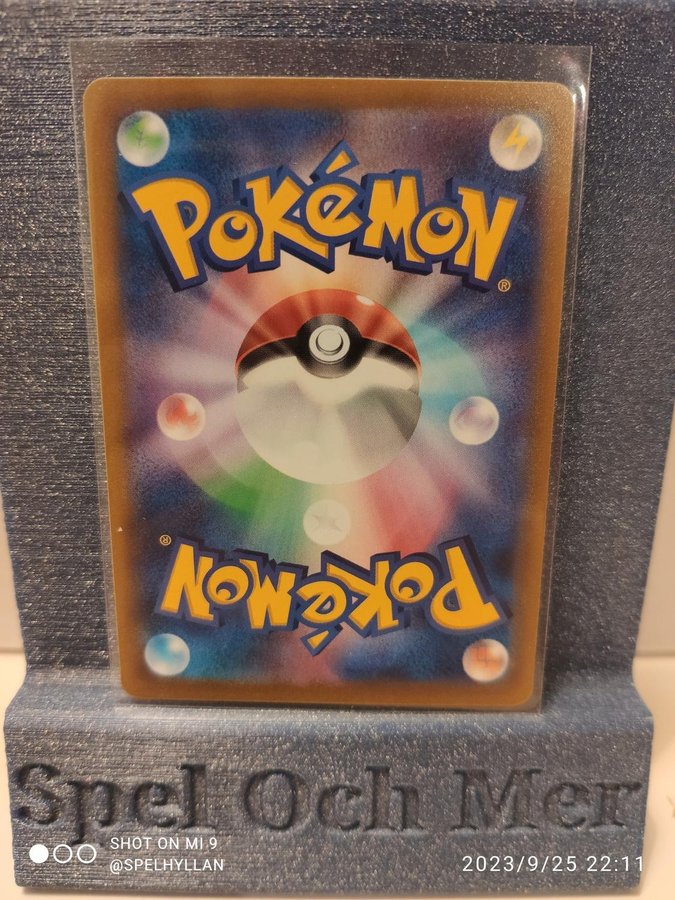 POKéMON
®
POKéMON
®
Spel Och Mer
SHOT ON MI 9
@SPELHYLLAN
2023/9/25 22:11